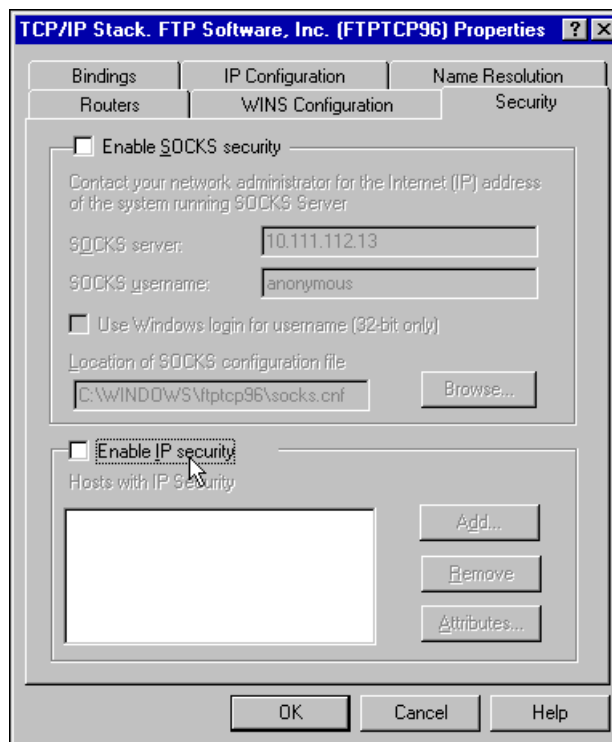 TCP/IP Stack. FTP Software, Inc. (FTPTCP96) Properties ? ×
Bindings IP Configuration Name Resolution
Routers WINS Configuration Security
Enable SOCKS security
Contact your network administrator for the Internet (IP) address
of the system running SOCKS Server
SOCKS server: 10.111.112.13
SOCKS username: anonymous
Use Windows login for username (32-bit only)
Location of SOCKS configuration file
C:\WINDOWS\ftptcp96\socks.cnf Browse...
Enable IP security
Hosts with IP Security
Add...
Remove
Attributes...
OK Cancel Help